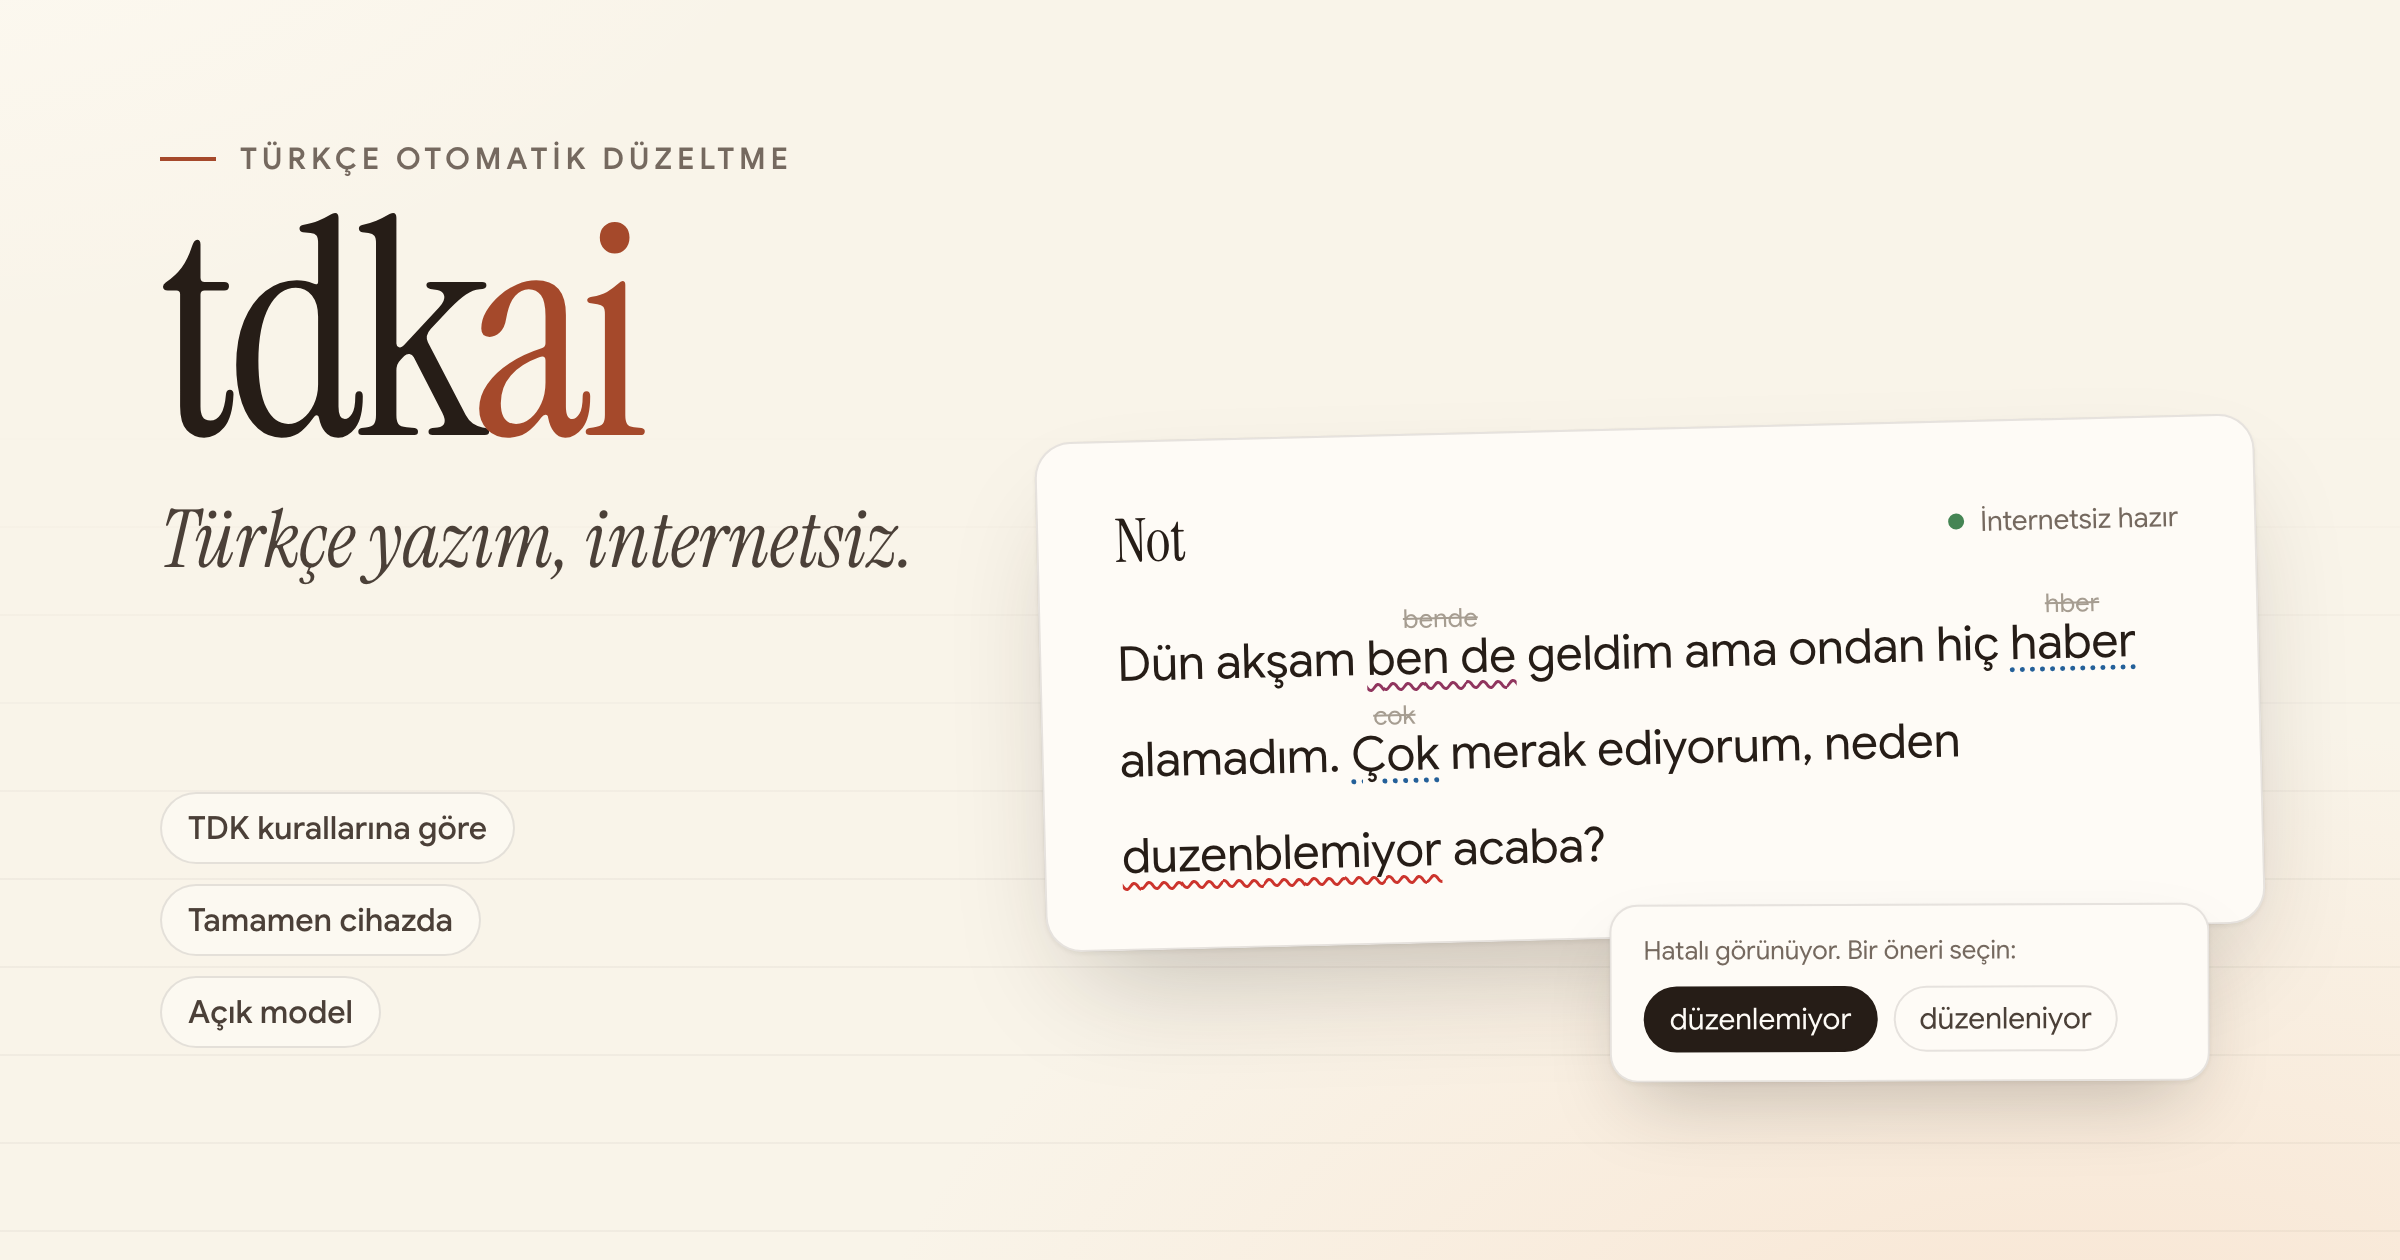 TÜRKÇE OTOMATİK DÜZELTME
tdkai
Türkçe yazım, internetsiz.
TDK kurallarına göre
Tamamen cihazda
Açık model
Not
İnternetsiz hazır
bende
hber
Dün akşam ben de geldim ama ondan hiç haber
cok
alamadım. Çok merak ediyorum, neden
duzenblemiyor acaba?
Hatalı görünüyor. Bir öneri seçin:
düzenlemiyor
düzenleniyor